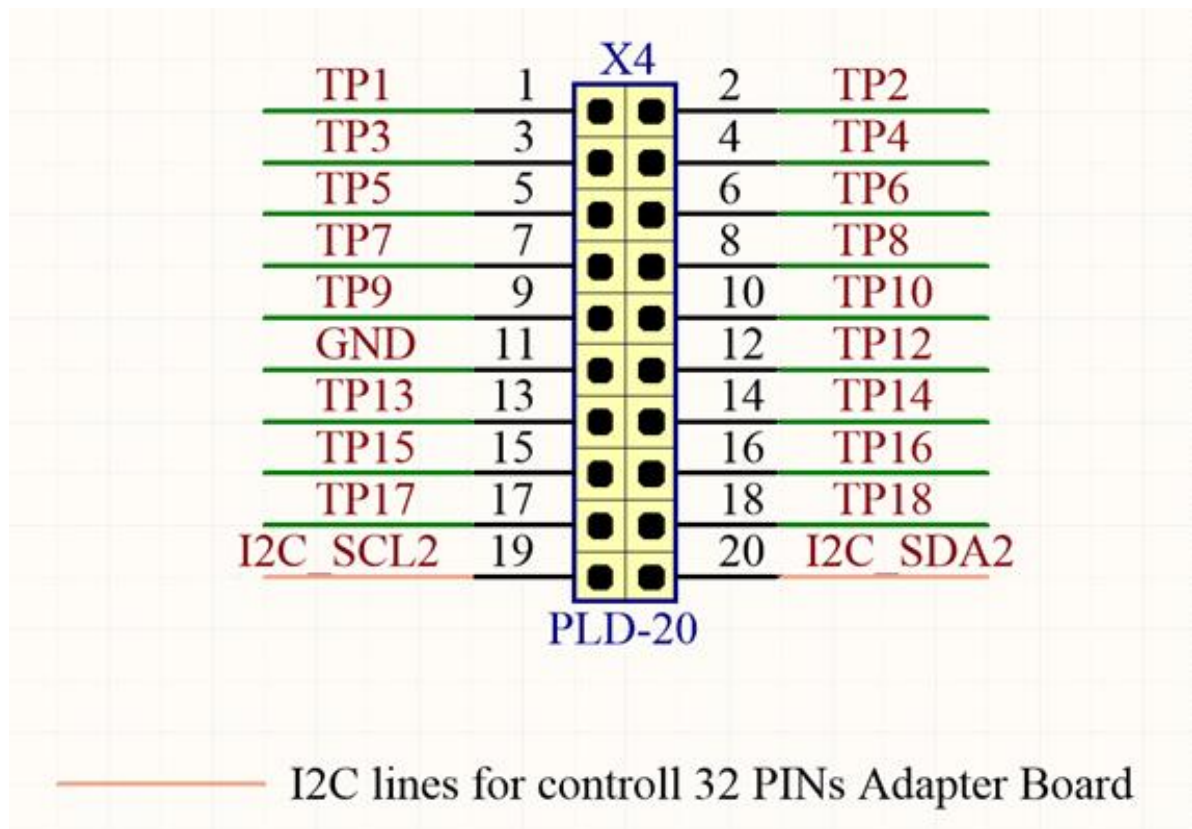 X4
TP1 1 2 TP2
TP3 3 4 TP4
TP5 5 6 TP6
TP7 7 8 TP8
TP9 9 10 TP10
GND 11 12 TP12
TP13 13 14 TP14
TP15 15 16 TP16
TP17 17 18 TP18
I2C_SCL2 19 20 I2C_SDA2
PLD-20
I2C lines for controll 32 PINs Adapter Board